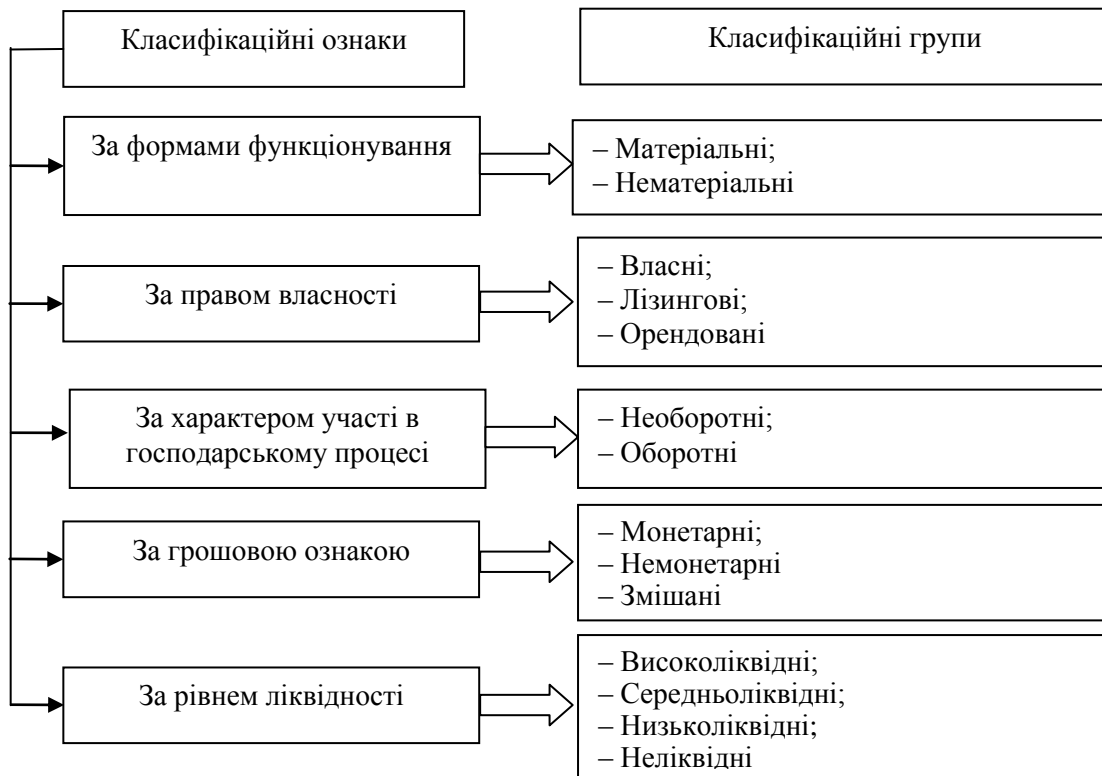 Класифікаційні ознаки
Класифікаційні групи
За формами функціонування
– Матеріальні;
– Нематеріальні
За правом власності
– Власні;
– Лізингові;
– Орендовані
За характером участі в
господарському процесі
– Необоротні;
– Оборотні
За грошовою ознакою
– Монетарні;
– Немонетарні
– Змішані
За рівнем ліквідності
– Високоліквідні;
– Середньоліквідні;
– Низьколіквідні;
– Неліквідні